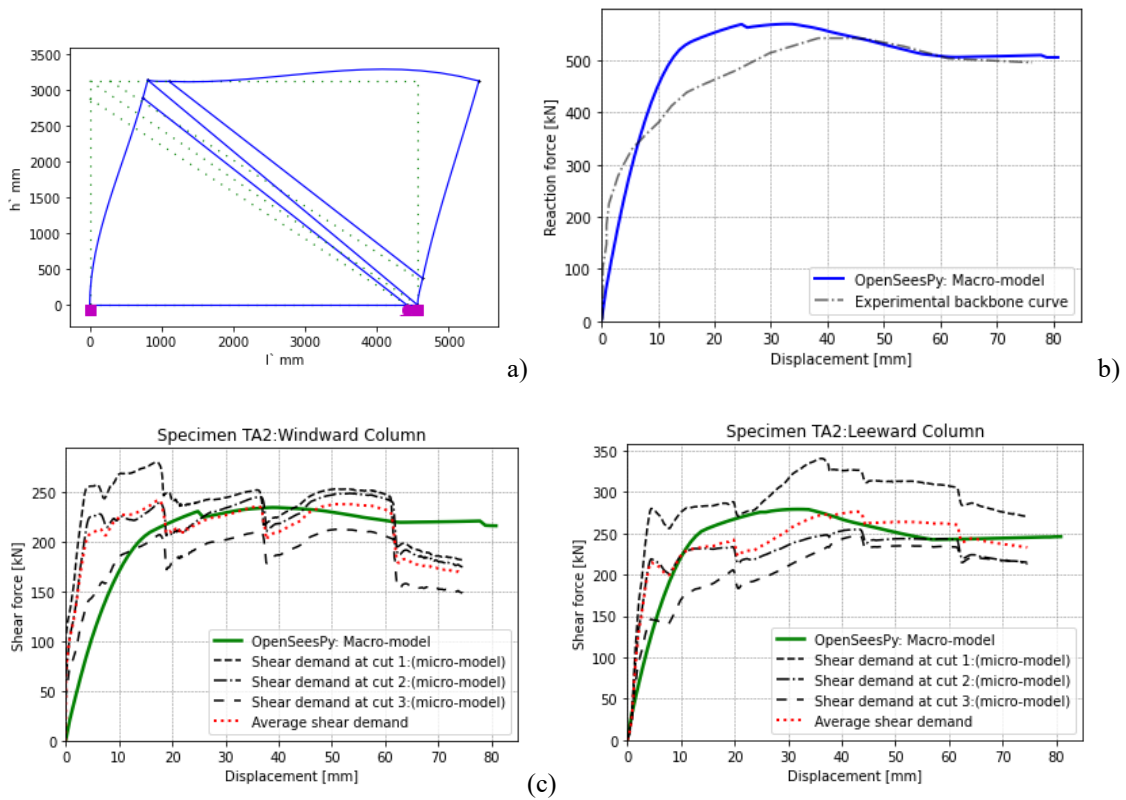 3500
3000
2500
2000
1500
1000
500
0
h` mm
0 1000 2000 3000 4000 5000
l` mm
a)
500
400
300
200
100
0
Reaction force [kN]
OpenSeesPy: Macro-model
Experimental backbone curve
0 10 20 30 40 50 60 70 80
Displacement [mm]
b)
Specimen TA2:Windward Column
250
200
150
100
50
0
Shear force [kN]
OpenSeesPy: Macro-model
Shear demand at cut 1:(micro-model)
Shear demand at cut 2:(micro-model)
Shear demand at cut 3:(micro-model)
Average shear demand
0 10 20 30 40 50 60 70 80
Displacement [mm]
(c)
Specimen TA2:Leeward Column
350
300
250
200
150
100
50
0
Shear force [kN]
OpenSeesPy: Macro-model
Shear demand at cut 1:(micro-model)
Shear demand at cut 2:(micro-model)
Shear demand at cut 3:(micro-model)
Average shear demand
0 10 20 30 40 50 60 70 80
Displacement [mm]